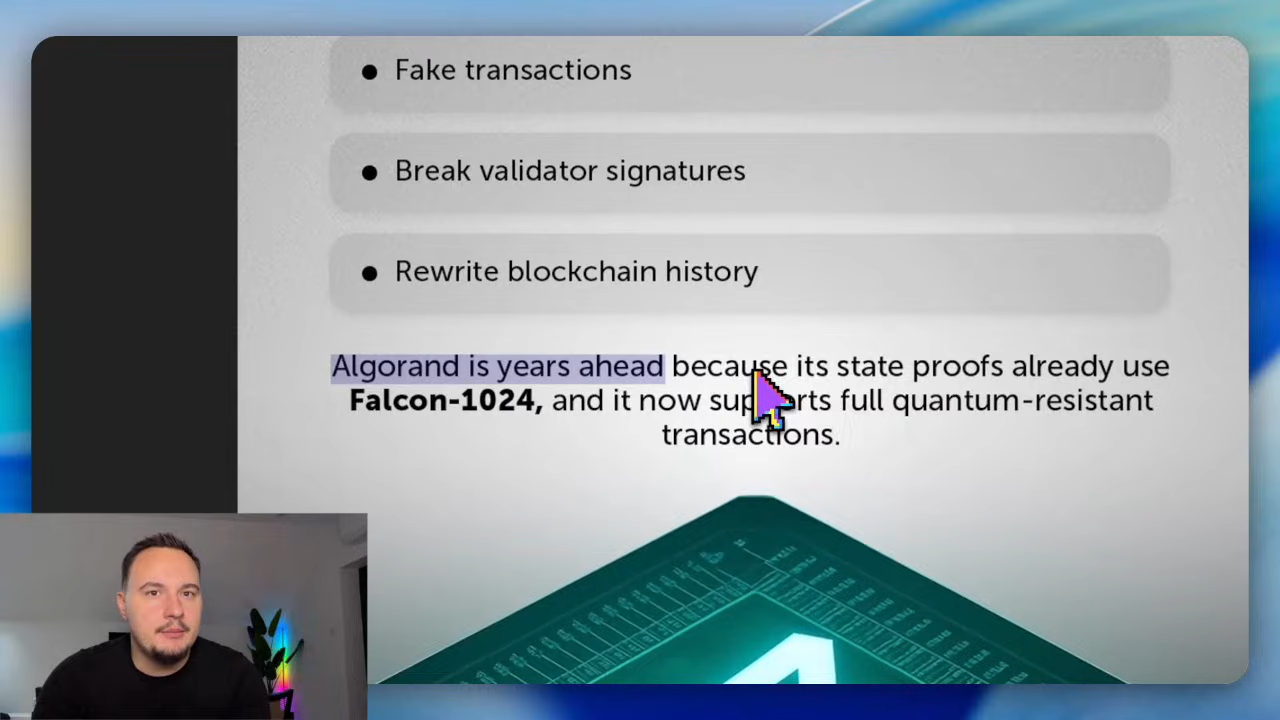 ● Fake transactions
● Break validator signatures
● Rewrite blockchain history
Algorand is years ahead because its state proofs already use
Falcon-1024, and it now supports full quantum-resistant
transactions.